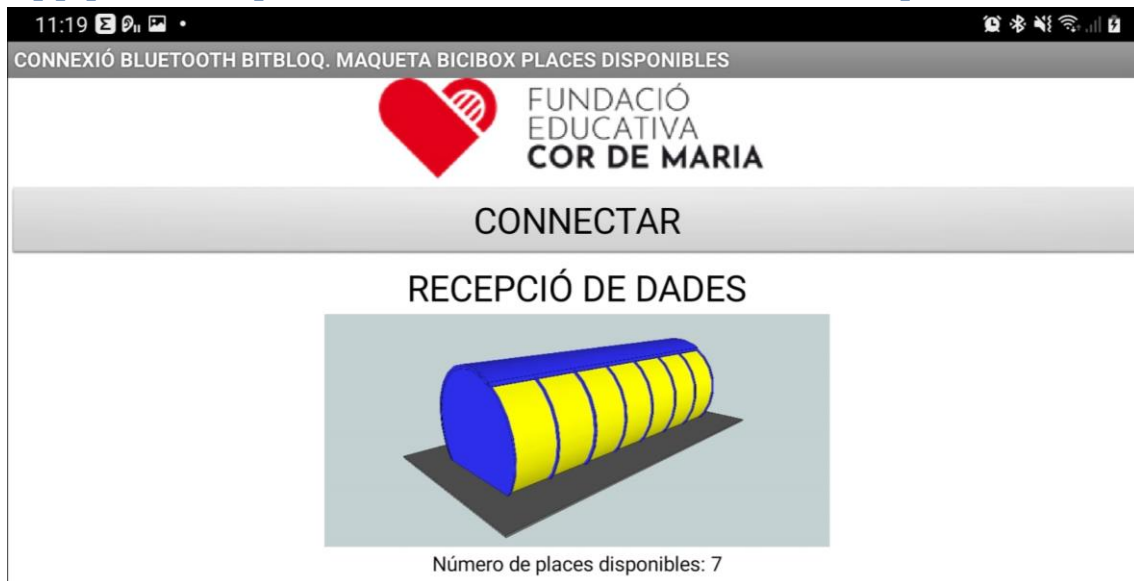 11:19
CONNEXIÓ BLUETOOTH BITBLOQ. MAQUETA BICIBOX PLACES DISPONIBLES
FUNDACIÓ
EDUCATIVA
COR DE MARIA
CONNECTAR
RECEPCIÓ DE DADES
Número de places disponibles: 7